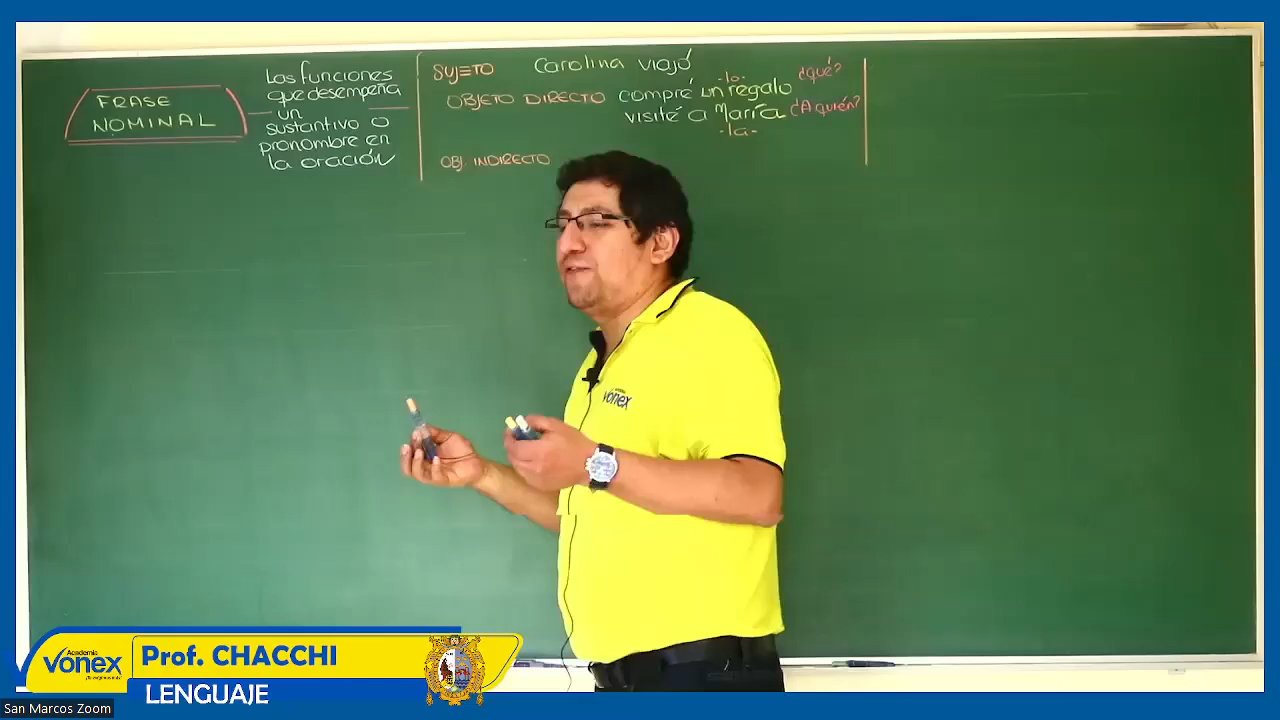 FRASE
NOMINAL
Las funciones
que desempeña
un
sustantivo o
pronombre en
la oración
SUJETO Carolina viajó
OBJETO DIRECTO compré un regalo ¿qué?
-lo-
visité a María ¿A quién?
-la-
OBJ. INDIRECTO
vonex
Academia
vonex
Prof. CHACCHI
LENGUAJE
San Marcos Zoom